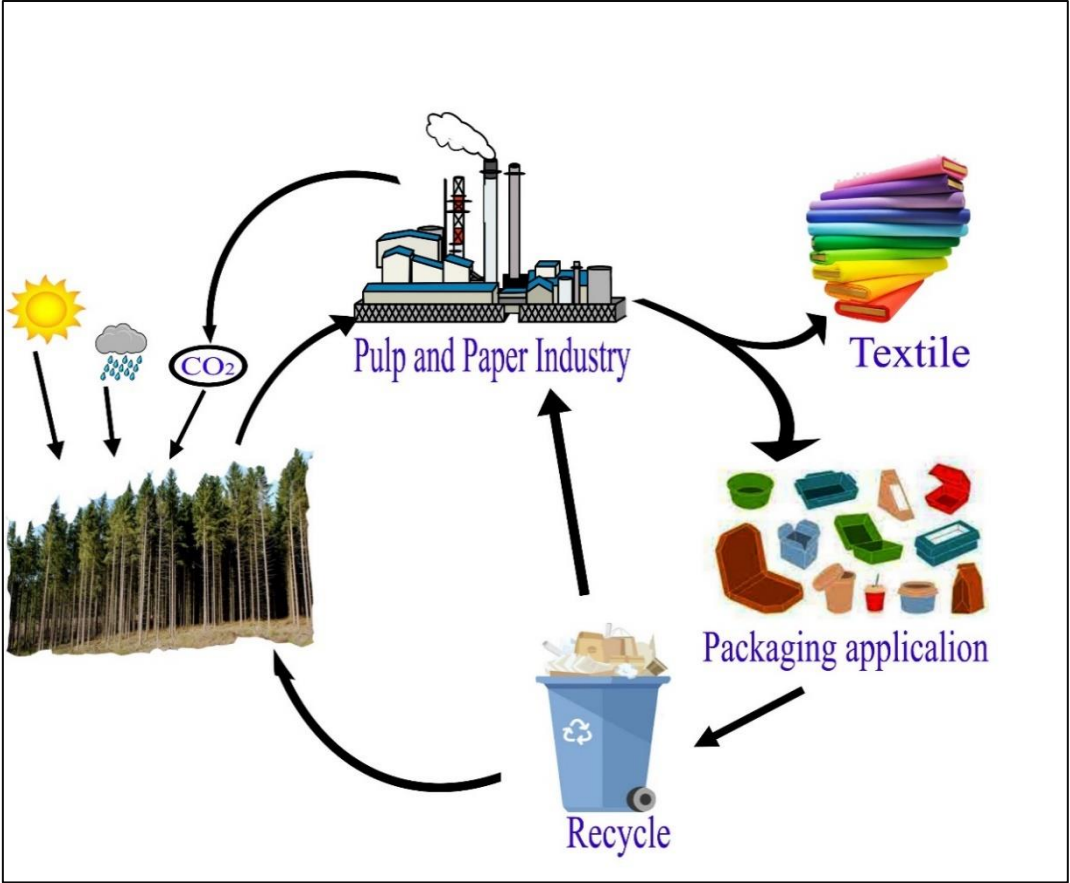 CO₂
Pulp and Paper Industry
Textile
Packaging applicalion
Recycle